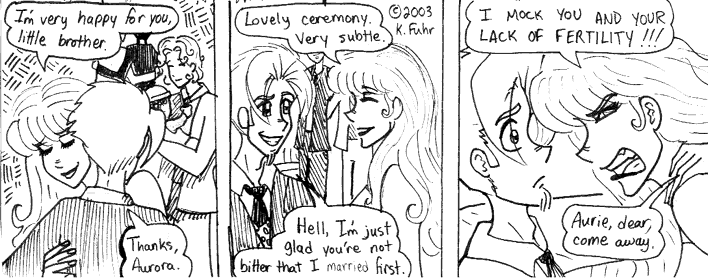 I'm very happy for you,
little brother.
Thanks,
Aurora.
Lovely ceremony.
Very subtle.
©2003
K. Fuhr
Hell, I'm just
glad you're not
bitter that I married first.
I MOCK YOU AND YOUR
LACK OF FERTILITY!!!
Aurie, dear,
come away.